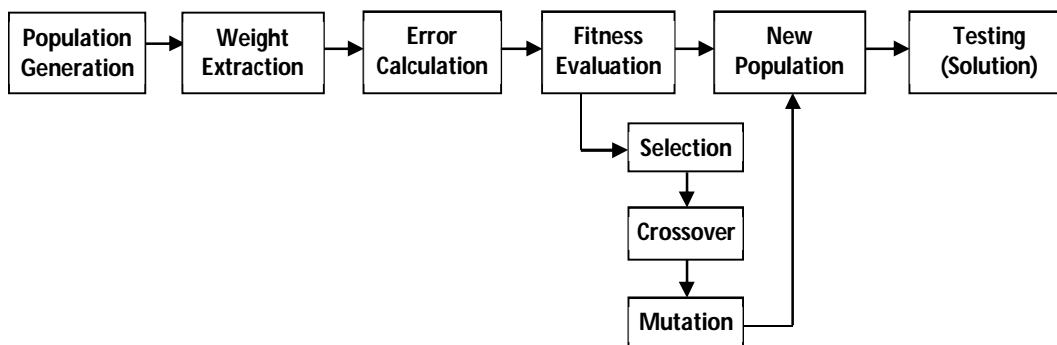 Population
Generation
Weight
Extraction
Error
Calculation
Fitness
Evaluation
New
Population
Testing
(Solution)
Selection
Crossover
Mutation